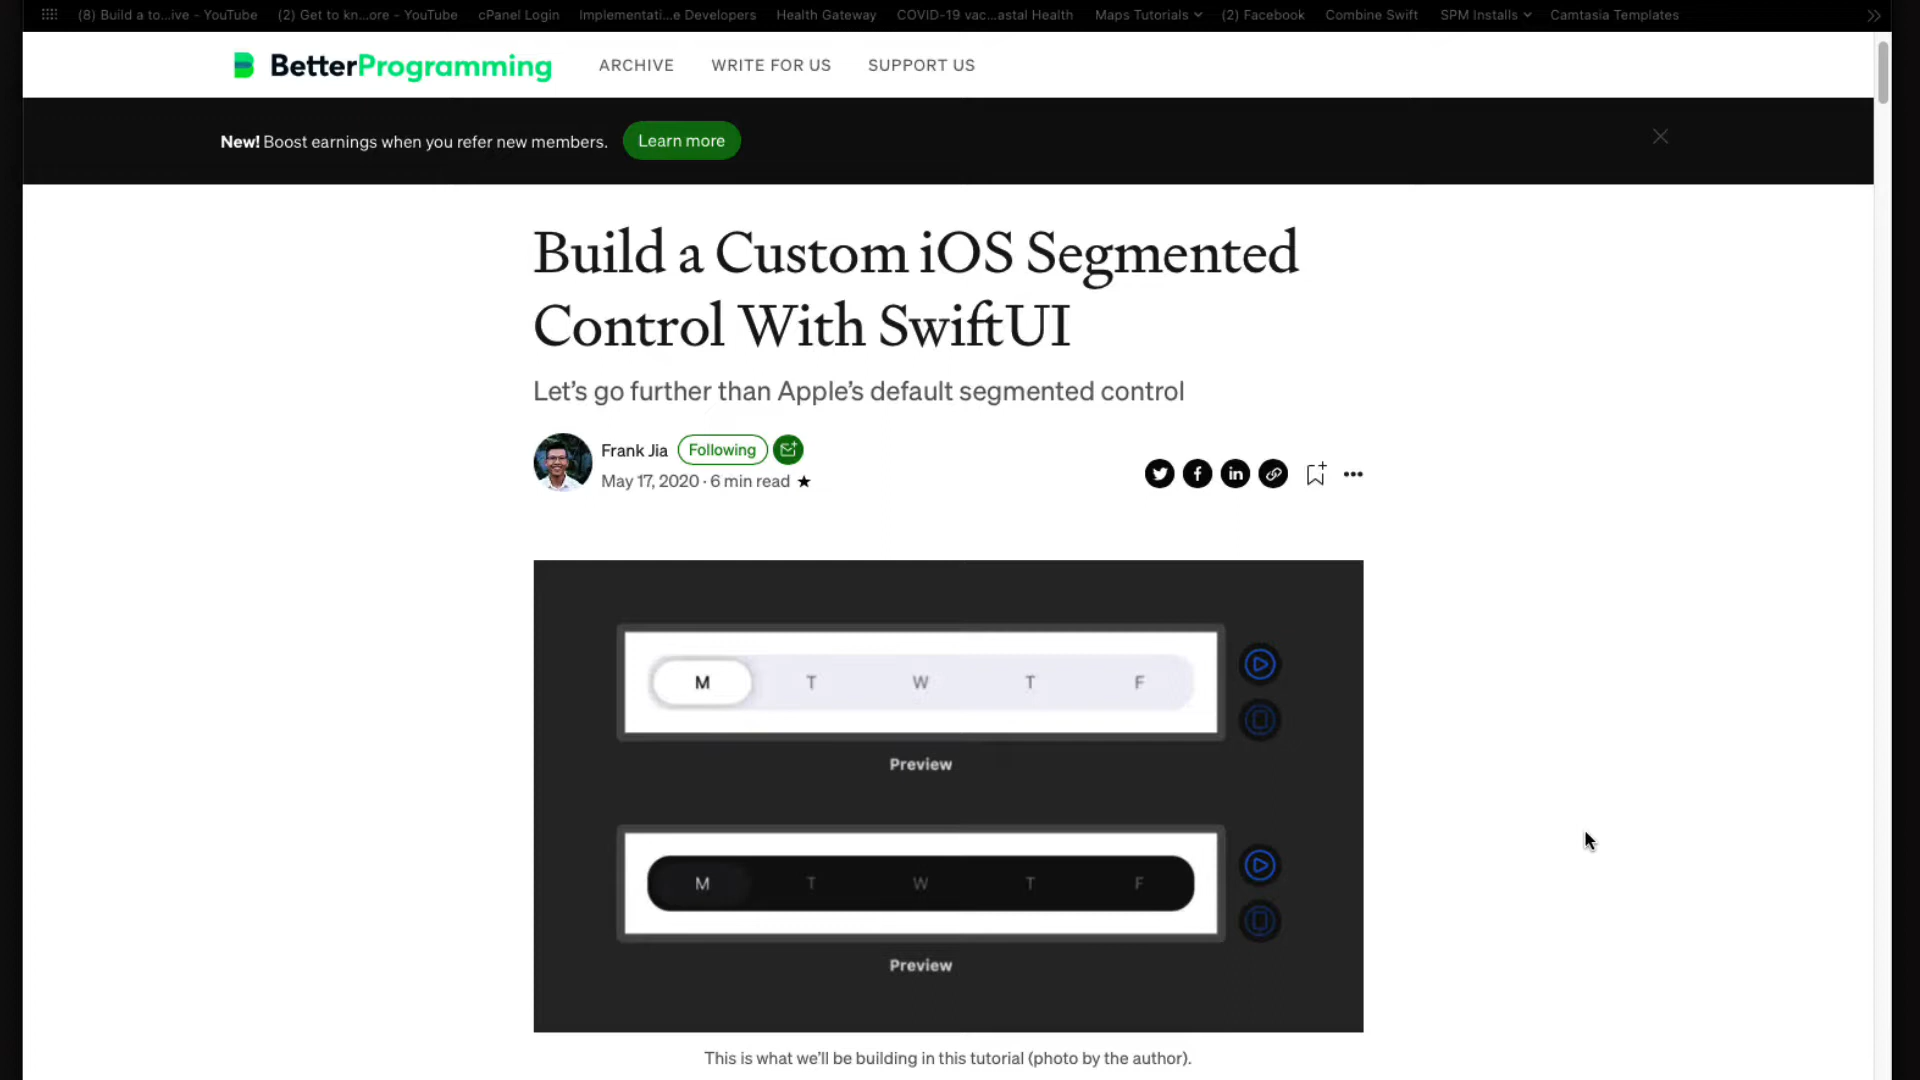 (8) Build a to...ive - YouTube (2) Get to kn...ore - YouTube cPanel Login Implementati...e Developers Health Gateway COVID-19 vac...astal Health Maps Tutorials (2) Facebook Combine Swift SPM Installs Camtasia Templates
BetterProgramming ARCHIVE WRITE FOR US SUPPORT US
New! Boost earnings when you refer new members. Learn more
Build a Custom iOS Segmented
Control With SwiftUI
Let's go further than Apple's default segmented control
Frank Jia Following
May 17, 2020 · 6 min read ★
M T W T F
Preview
M T W T F
Preview
This is what we'll be building in this tutorial (photo by the author).